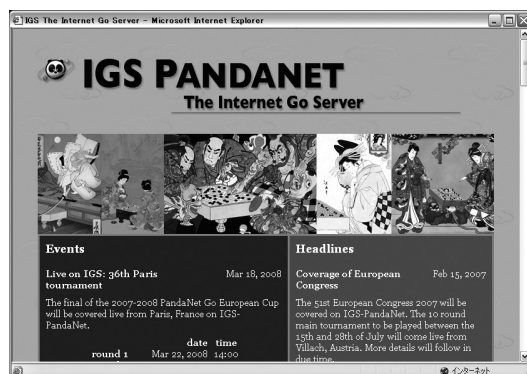 IGS The Internet Go Server - Microsoft Internet Explorer
IGS PANDANET
The Internet Go Server
Events
Live on IGS: 36th Paris tournament Mar 18, 2008
The final of the 2007-2008 PandaNet Go European Cup
will be covered live from Paris, France on IGS-
PandaNet.
date time
round 1 Mar 22, 2008 14:00
Headlines
Coverage of European Congress Feb 15, 2007
The 51st European Congress 2007 will be
covered on IGS-PandaNet. The 10 round
main tournament to be played between the
15th and 28th of July will come live from
Villach, Austria. More details will follow in
due time.
インターネット